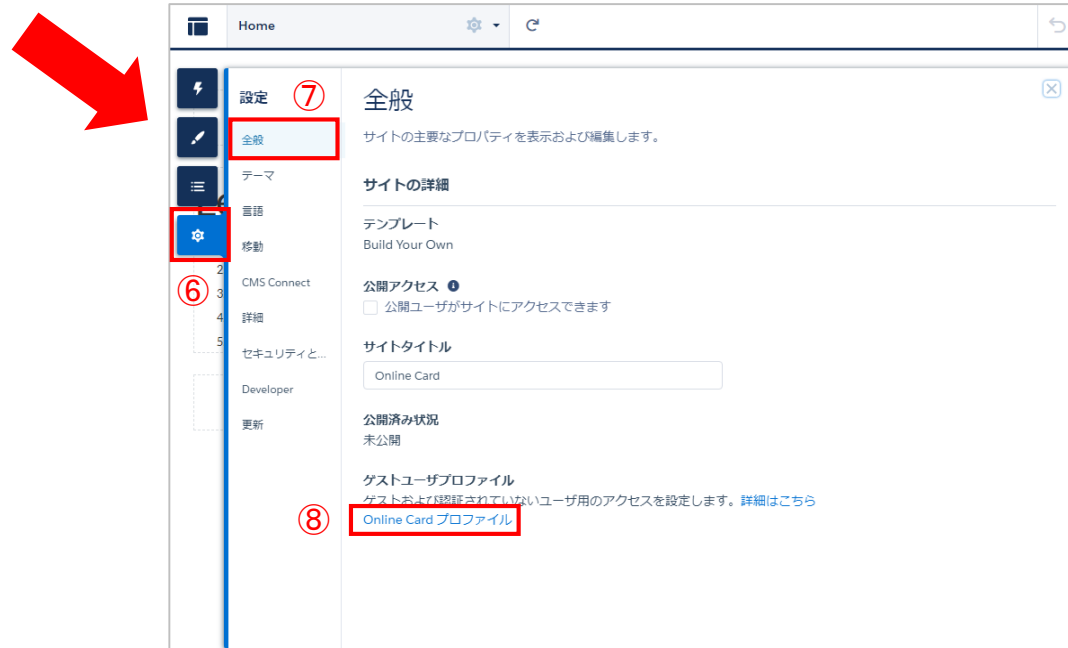 Home
設定
⑦
全般
テーマ
言語
移動
CMS Connect
詳細
セキュリティと...
Developer
更新
⑥
2
3
4
5
全般
サイトの主要なプロパティを表示および編集します。
サイトの詳細
テンプレート
Build Your Own
公開アクセス
公開ユーザがサイトにアクセスできます
サイトタイトル
Online Card
公開済み状況
未公開
ゲストユーザプロファイル
ゲストおよび認証されていないユーザ用のアクセスを設定します。詳細はこちら
⑧
Online Card プロファイル